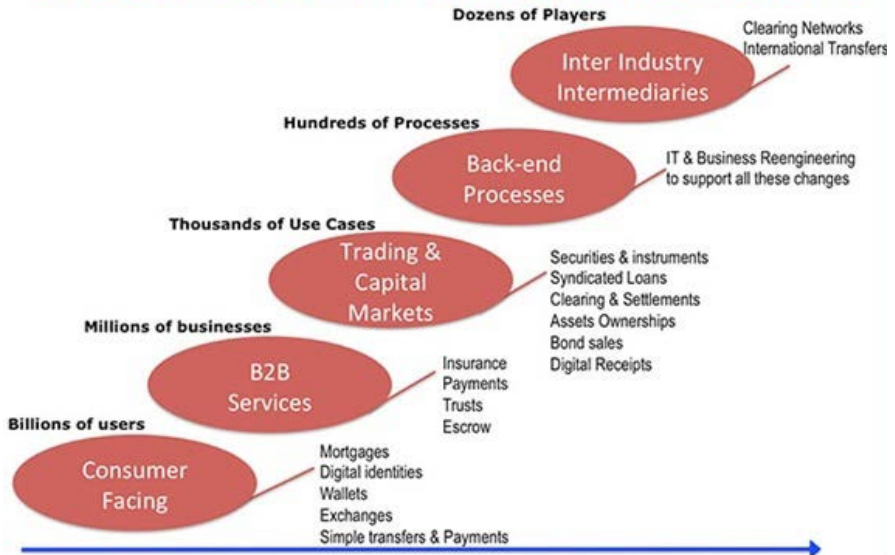 Dozens of Players
Inter Industry
Intermediaries
Clearing Networks
International Transfers
Hundreds of Processes
Back-end
Processes
IT & Business Reengineering
to support all these changes
Thousands of Use Cases
Trading &
Capital
Markets
Securities & instruments
Syndicated Loans
Clearing & Settlements
Assets Ownerships
Bond sales
Digital Receipts
Millions of businesses
B2B
Services
Insurance
Payments
Trusts
Escrow
Billions of users
Consumer
Facing
Mortgages
Digital identities
Wallets
Exchanges
Simple transfers & Payments